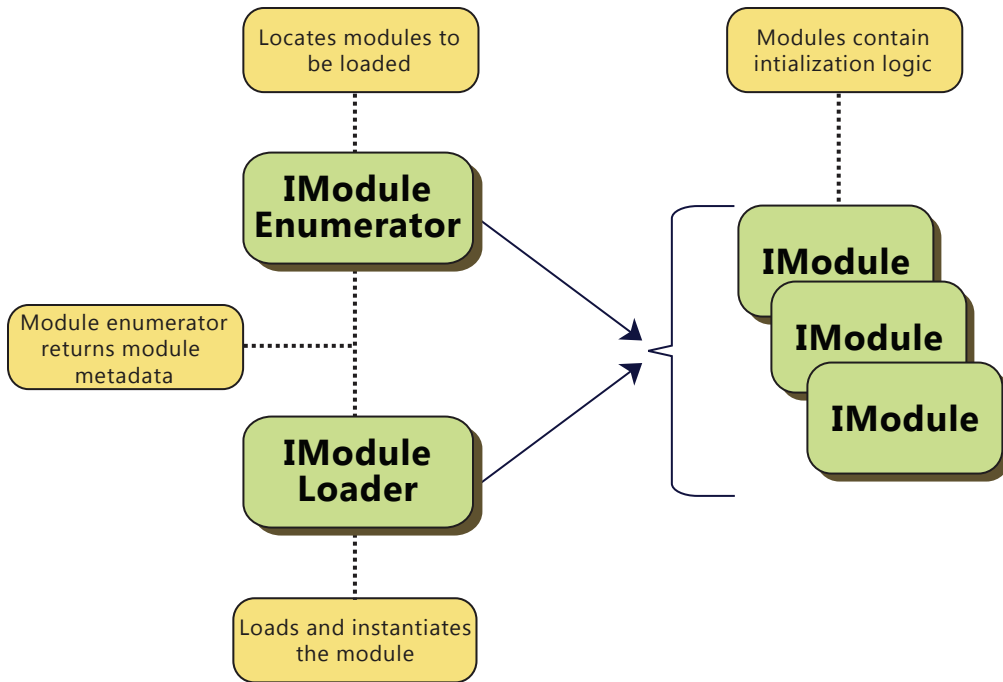 Locates modules to
be loaded
Modules contain
intialization logic
IModule
Enumerator
IModule
IModule
IModule
Module enumerator
returns module
metadata
IModule
Loader
Loads and instantiates
the module